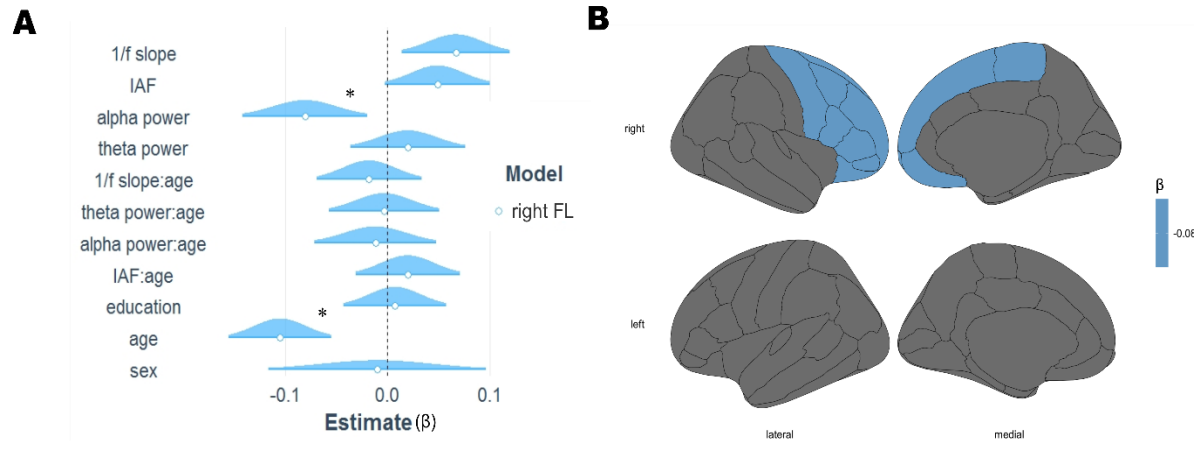 A
B
1/f slope
IAF
*
alpha power
theta power
1/f slope:age
theta power:age
alpha power:age
IAF:age
education
*
age
sex
-0.1
0.0
0.1
Estimate (β)
Model
right FL
right
left
lateral
medial
β
-0.08